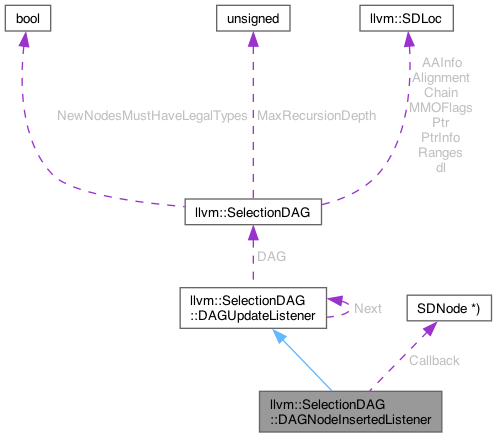 bool
unsigned
llvm::SDLoc
NewNodesMustHaveLegalTypes
MaxRecursionDepth
AAInfo
Alignment
Chain
MMOFlags
Ptr
PtrInfo
Ranges
dl
llvm::SelectionDAG
DAG
llvm::SelectionDAG
::DAGUpdateListener
Next
SDNode *)
Callback
llvm::SelectionDAG
::DAGNodeInsertedListener